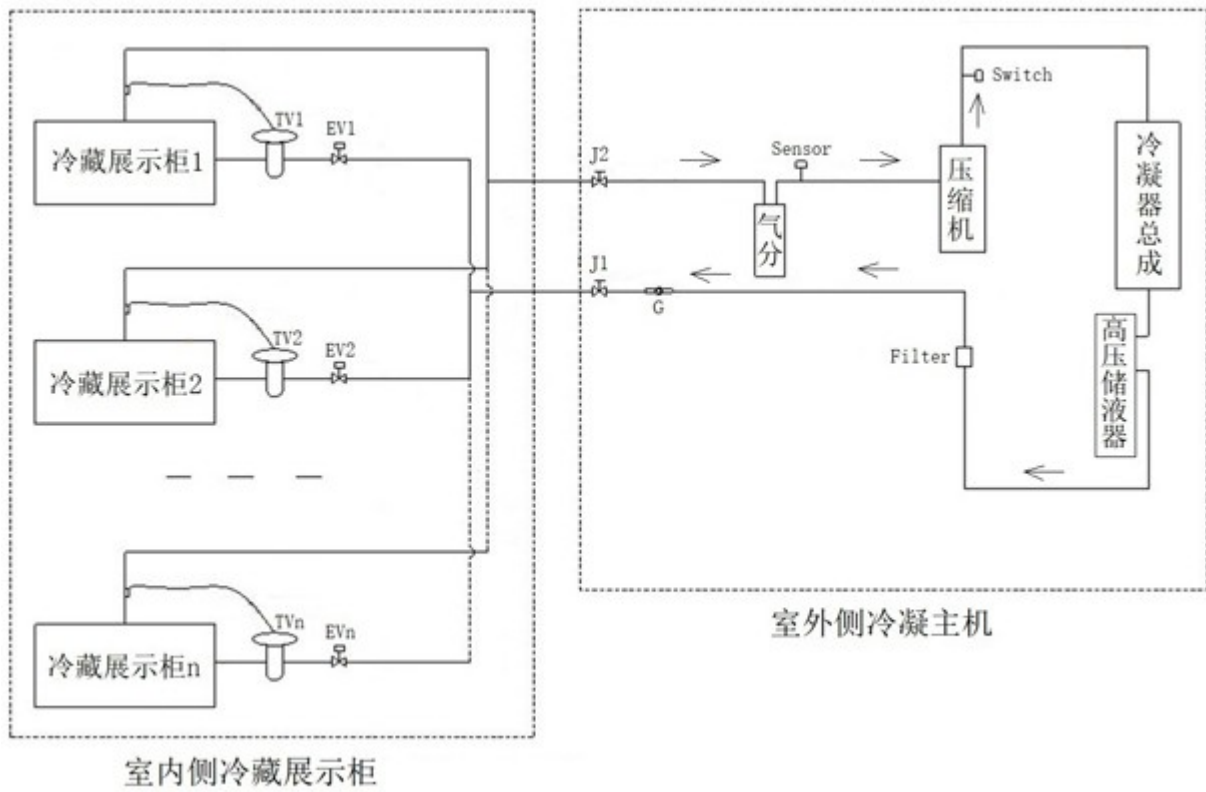 冷藏展示柜1
TV1
EV1
冷藏展示柜2
TV2
EV2
冷藏展示柜n
TVn
EVn
室内侧冷藏展示柜
J2
Sensor
Switch
气分
压缩机
冷凝器总成
J1
G
Filter
高压储液器
室外侧冷凝主机